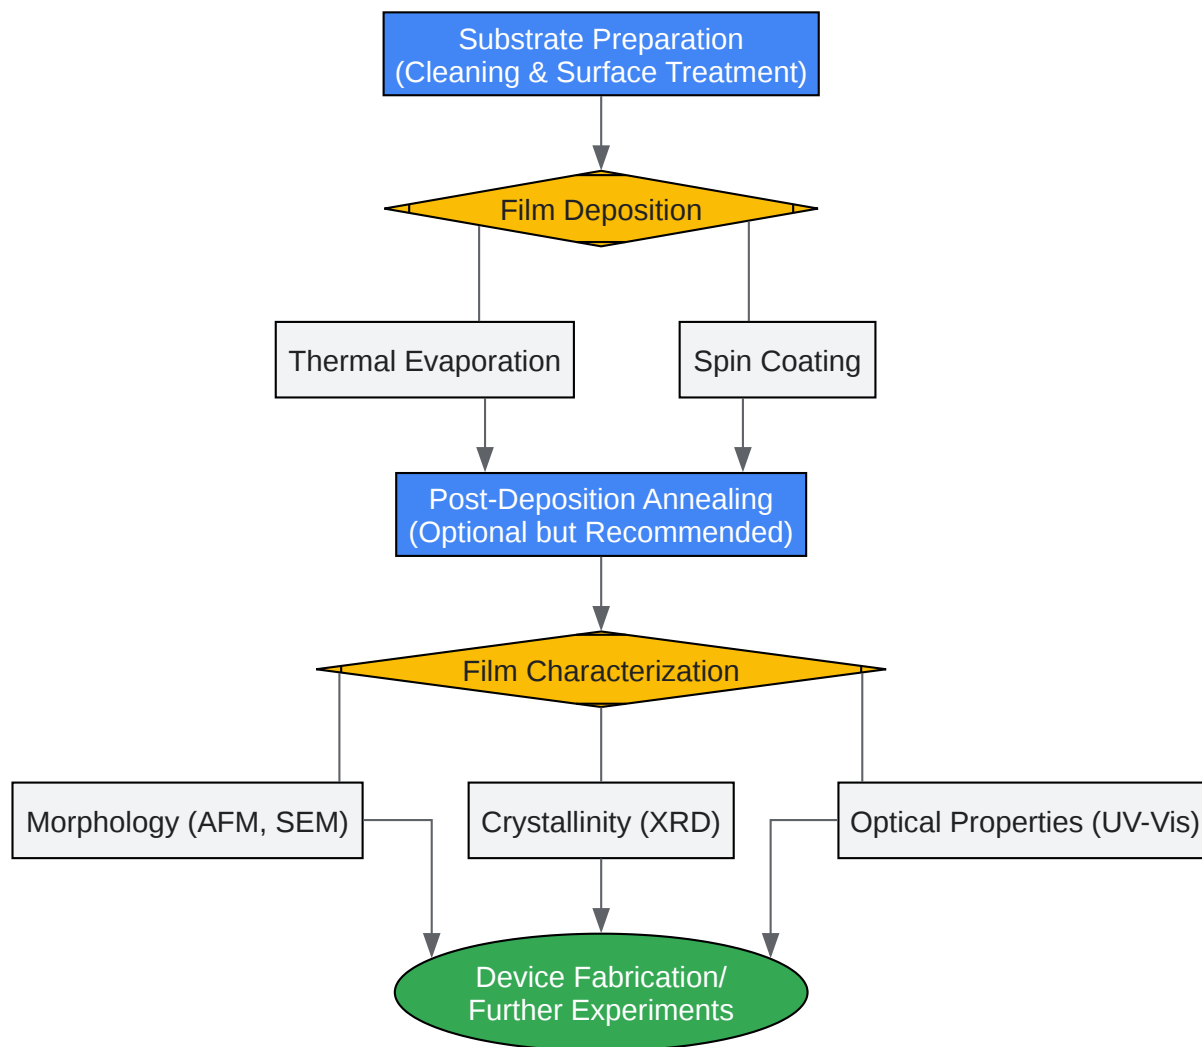 Substrate Preparation
(Cleaning & Surface Treatment)
Film Deposition
Thermal Evaporation
Spin Coating
Post-Deposition Annealing
(Optional but Recommended)
Film Characterization
Morphology (AFM, SEM)
Crystallinity (XRD)
Optical Properties (UV-Vis)
Device Fabrication/
Further Experiments